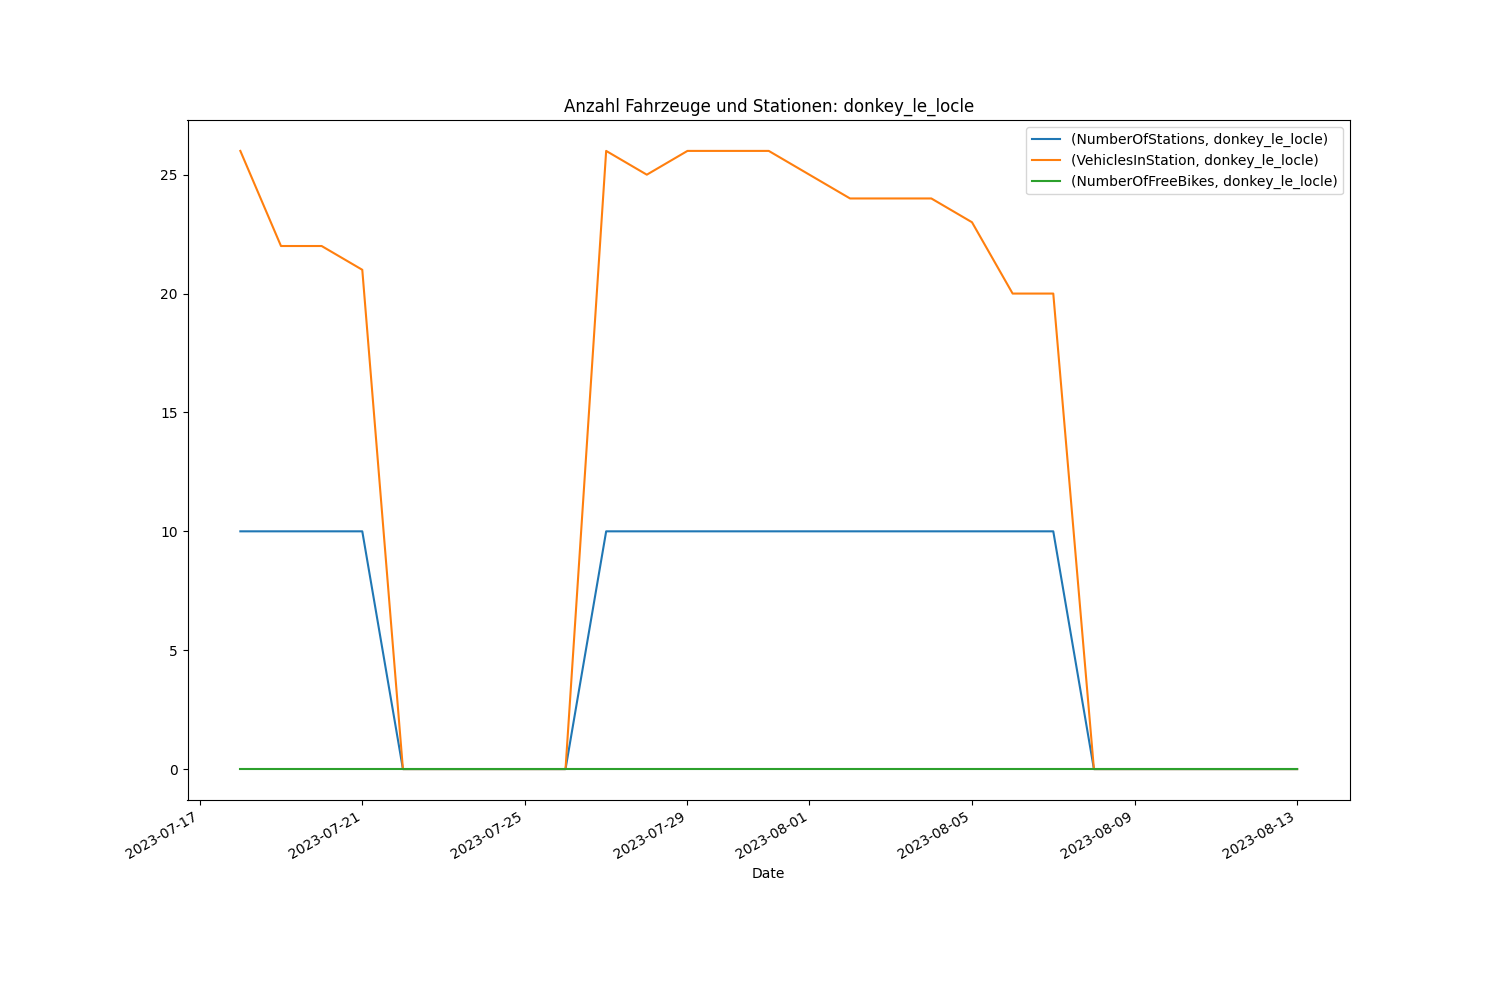 Anzahl Fahrzeuge und Stationen: donkey_le_locle
(NumberOfStations, donkey_le_locle)
(VehiclesInStation, donkey_le_locle)
(NumberOfFreeBikes, donkey_le_locle)
25
20
15
10
5
0
2023-07-17
2023-07-21
2023-07-25
2023-07-29
2023-08-01
2023-08-05
2023-08-09
2023-08-13
Date